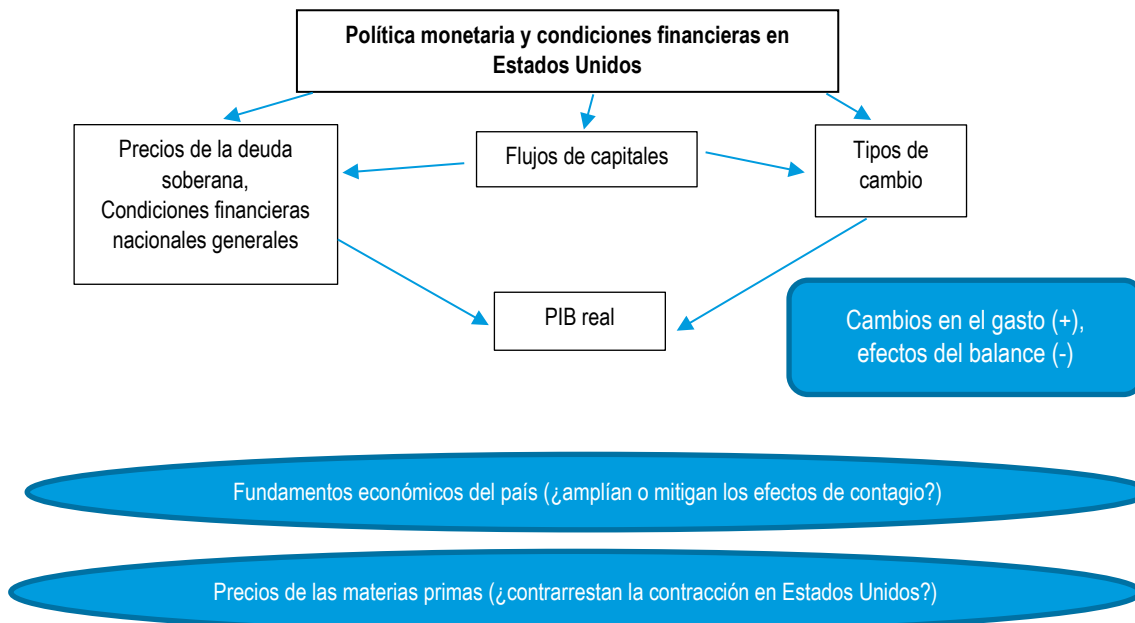 Política monetaria y condiciones financieras en
Estados Unidos
Precios de la deuda
soberana,
Condiciones financieras
nacionales generales
Flujos de capitales
Tipos de
cambio
PIB real
Cambios en el gasto (+),
efectos del balance (-)
Fundamentos económicos del país (¿amplían o mitigan los efectos de contagio?)
Precios de las materias primas (¿contrarrestan la contracción en Estados Unidos?)